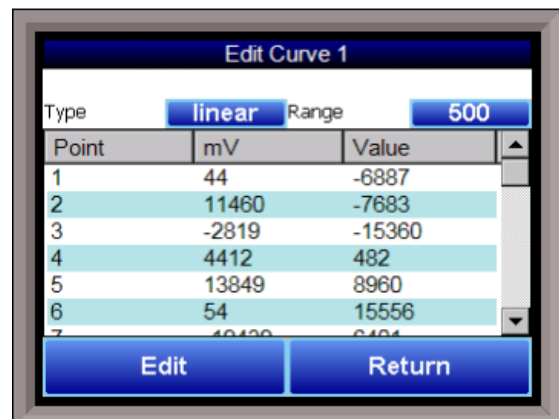 Edit Curve 1
Type linear Range 500
Point mV Value
1 44 -6887
2 11460 -7683
3 -2819 -15360
4 4412 482
5 13849 8960
6 54 15556
Edit Return